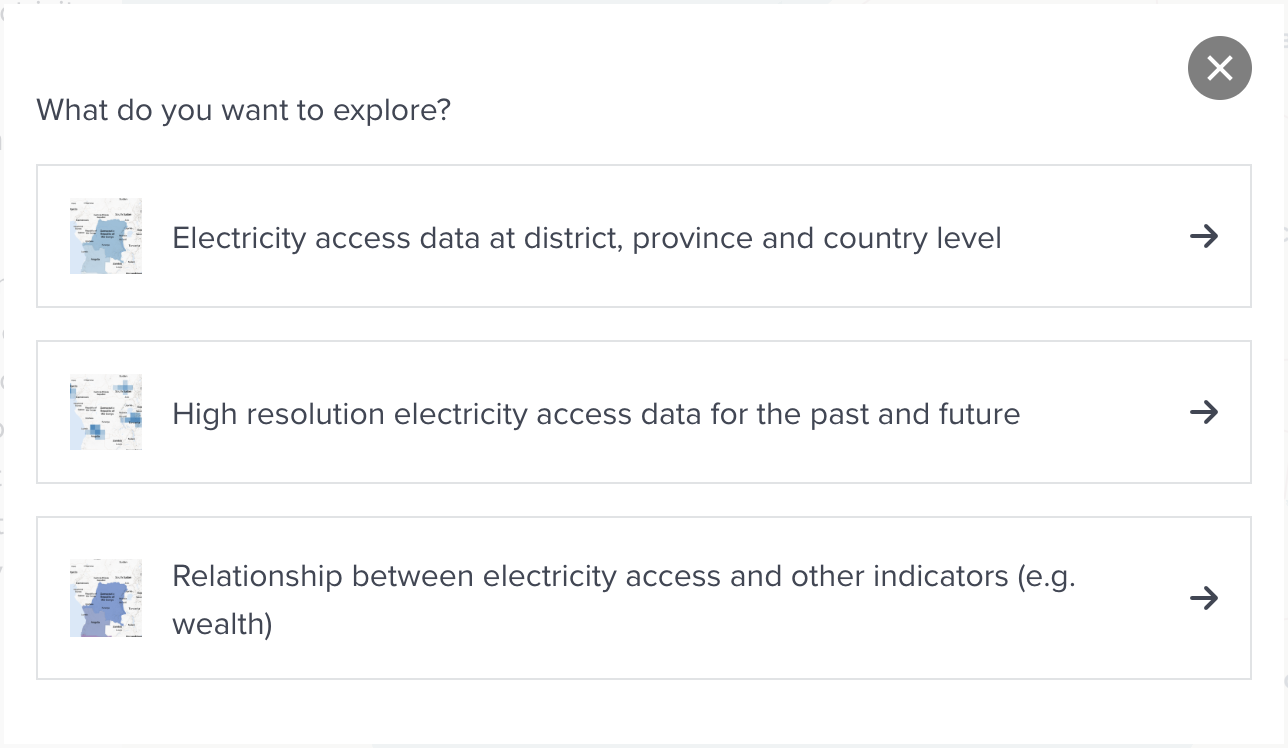 What do you want to explore?
Electricity access data at district, province and country level
High resolution electricity access data for the past and future
Relationship between electricity access and other indicators (e.g.
wealth)